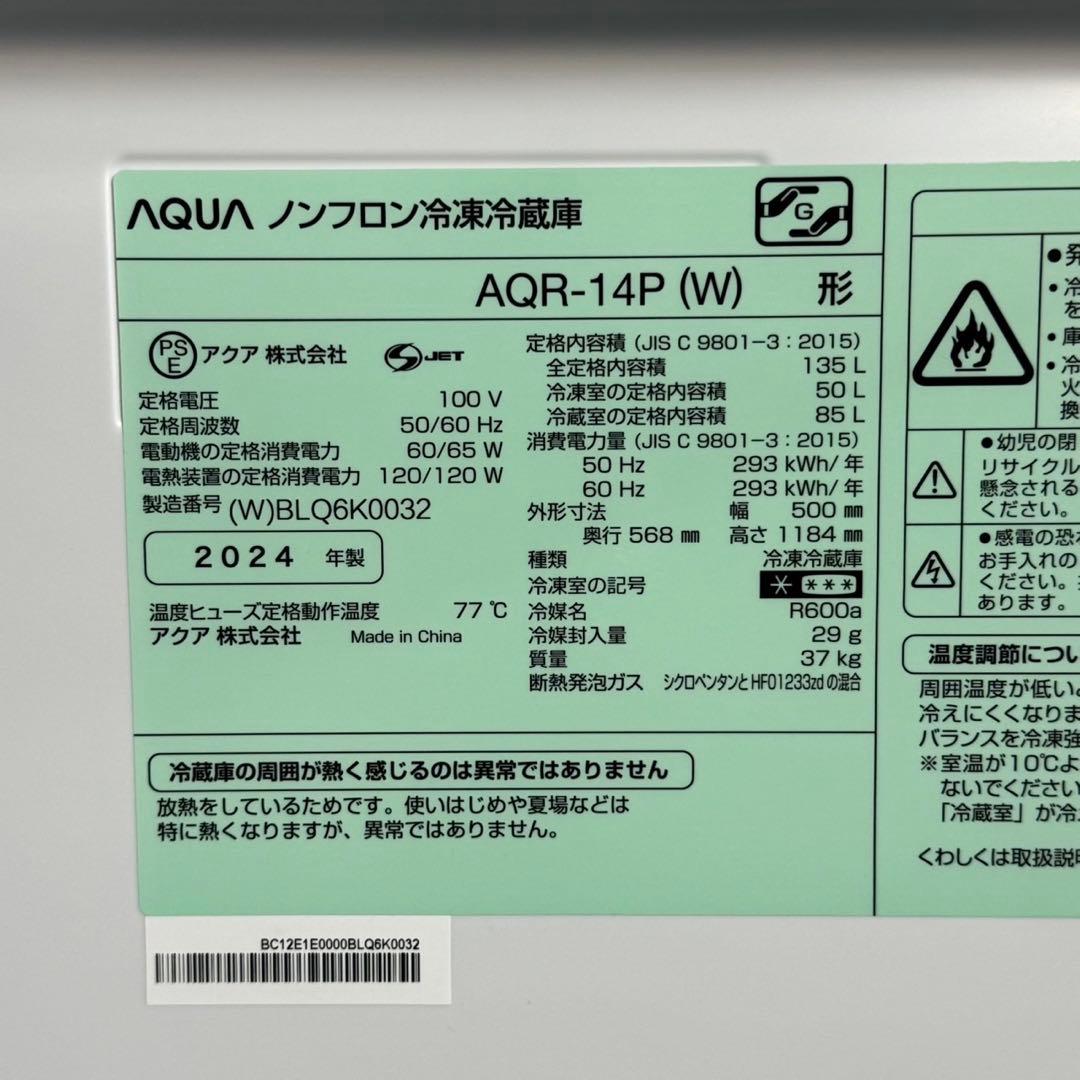 AQUA ノンフロン冷凍冷蔵庫
G
AQR-14P (W) 形
PSE アクア 株式会社 S JET
定格電圧 100 V
定格周波数 50/60 Hz
電動機の定格消費電力 60/65 W
電熱装置の定格消費電力 120/120 W
製造番号 (W)BLQ6K0032
2024 年製
温度ヒューズ定格動作温度 77 ℃
アクア 株式会社 Made in China
定格内容積 (JIS C 9801-3 : 2015)
全定格内容積 135 L
冷凍室の定格内容積 50 L
冷蔵室の定格内容積 85 L
消費電力量 (JIS C 9801-3 : 2015)
50 Hz 293 kWh/年
60 Hz 293 kWh/年
外形寸法 幅 500 ㎜
奥行 568 ㎜ 高さ 1184 ㎜
種類 冷凍冷蔵庫
冷凍室の記号 * ***
冷媒名 R600a
冷媒封入量 29 g
質量 37 kg
断熱発泡ガス シクロペンタンとHFO1233zdの混合
冷蔵庫の周囲が熱く感じるのは異常ではありません
放熱をしているためです。使いはじめや夏場などは
特に熱くなりますが、異常ではありません。
BC12E1E0000BLQ6K0032
●発
•冷
を
•庫
•冷
火
換
●幼児の閉
リサイクル
懸念される
ください。
●感電の恐れ
お手入れの
ください。
あります。
温度調節につい
周囲温度が低いよ
冷えにくくなりま
バランスを冷凍強
※室温が10℃よ
ないでください
「冷蔵室」が冷え
くわしくは取扱説明